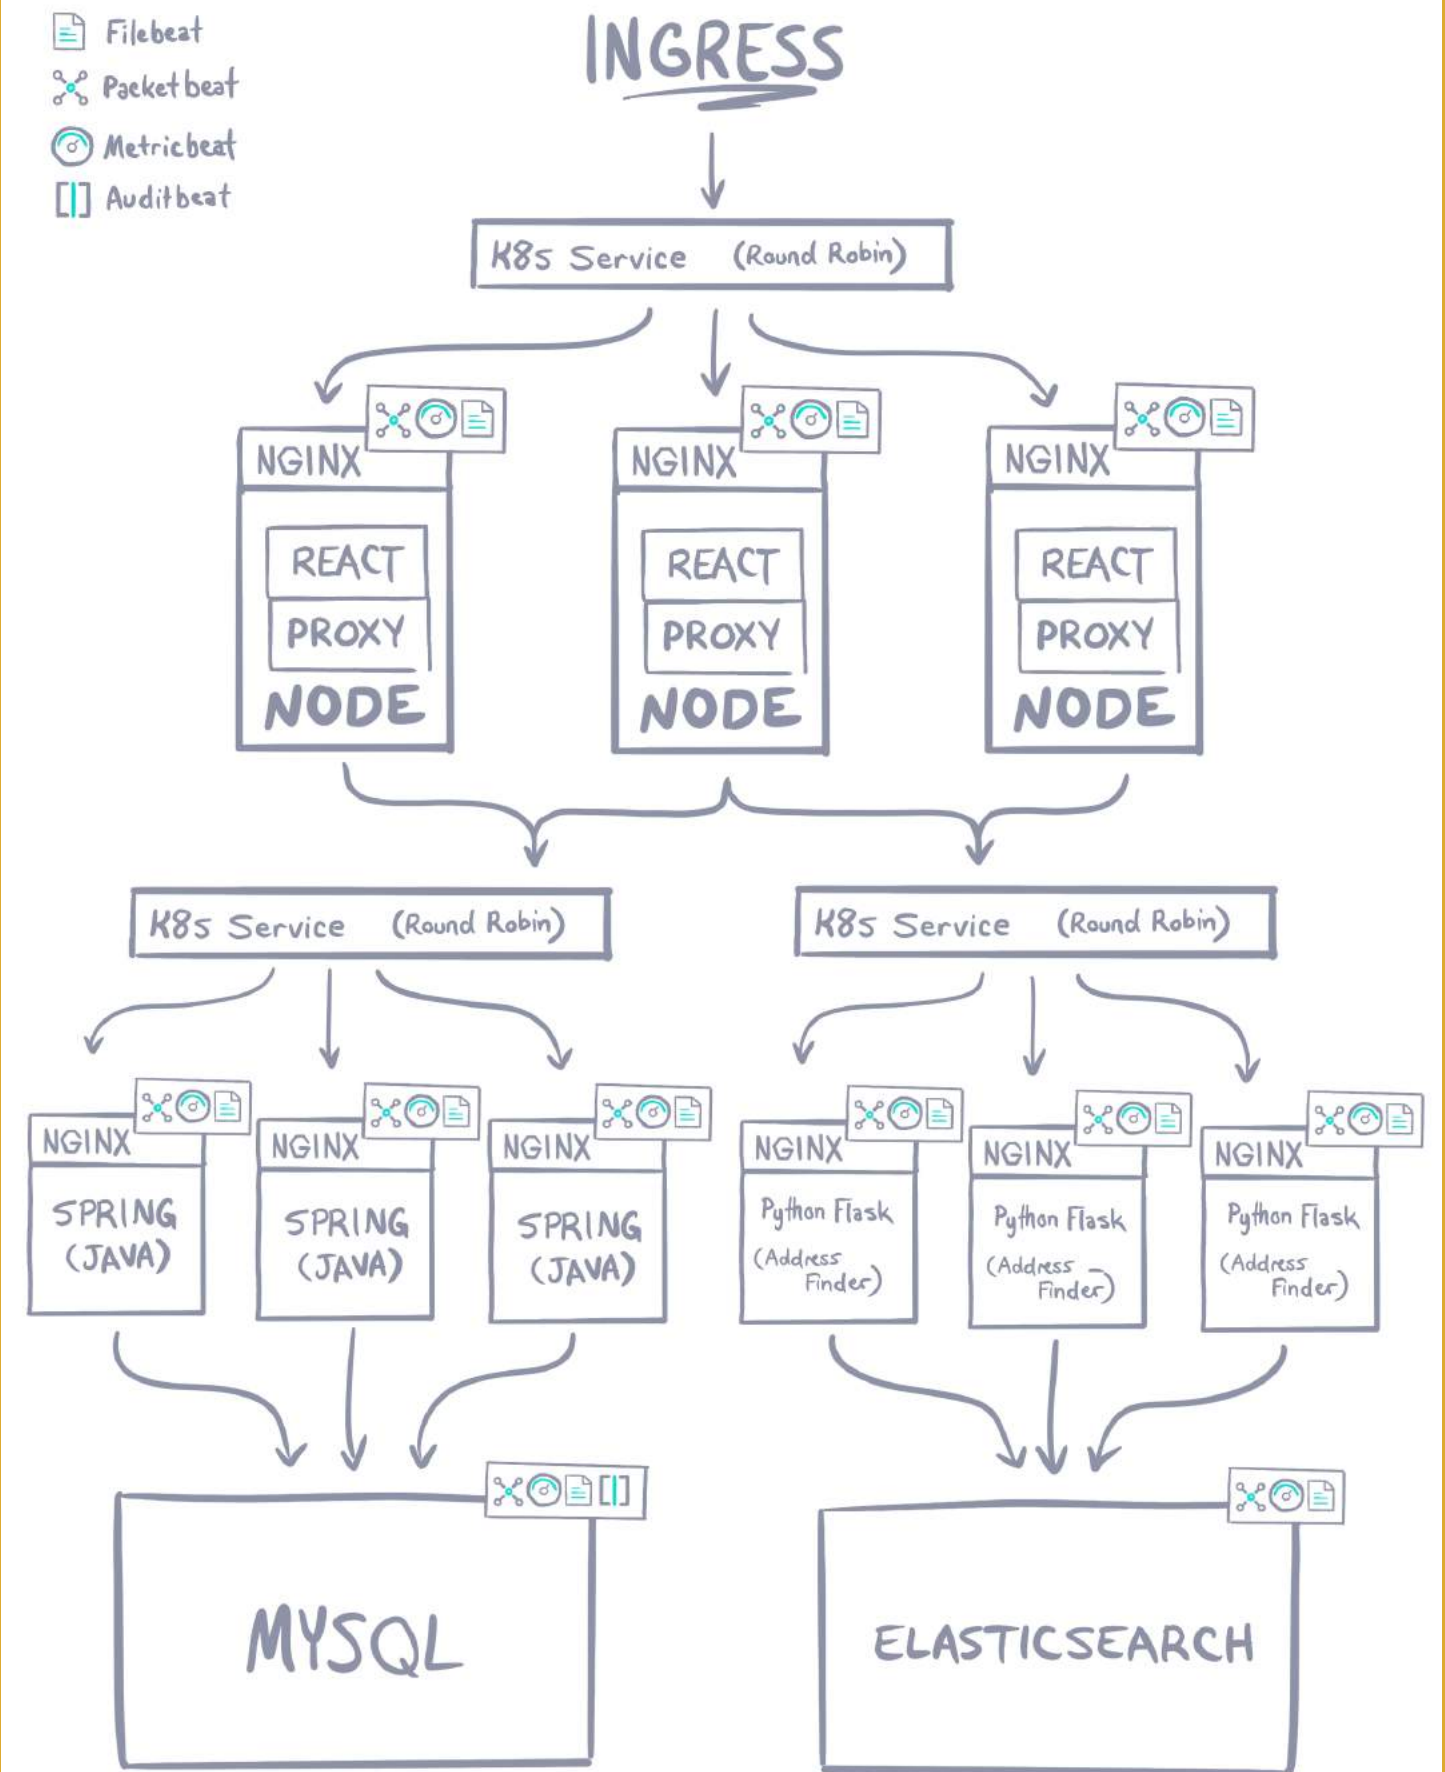 Filebeat
Packetbeat
Metricbeat
Auditbeat
INGRESS
K8s Service (Round Robin)
NGINX
REACT
PROXY
NODE
NGINX
REACT
PROXY
NODE
NGINX
REACT
PROXY
NODE
K8s Service (Round Robin)
K8s Service (Round Robin)
NGINX
SPRING
(JAVA)
NGINX
SPRING
(JAVA)
NGINX
SPRING
(JAVA)
NGINX
Python Flask
(Address
Finder)
NGINX
Python Flask
(Address
Finder)
NGINX
Python Flask
(Address
Finder)
MYSQL
ELASTICSEARCH